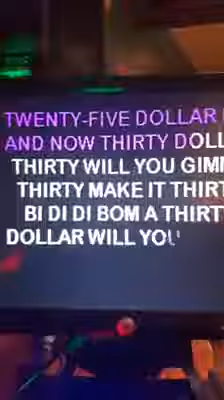 TWENTY-FIVE DOLLAR
AND NOW THIRTY DOLL
THIRTY WILL YOU GIMM
THIRTY MAKE IT THIRT
BI DI DI BOM A THIRT
DOLLAR WILL YOU